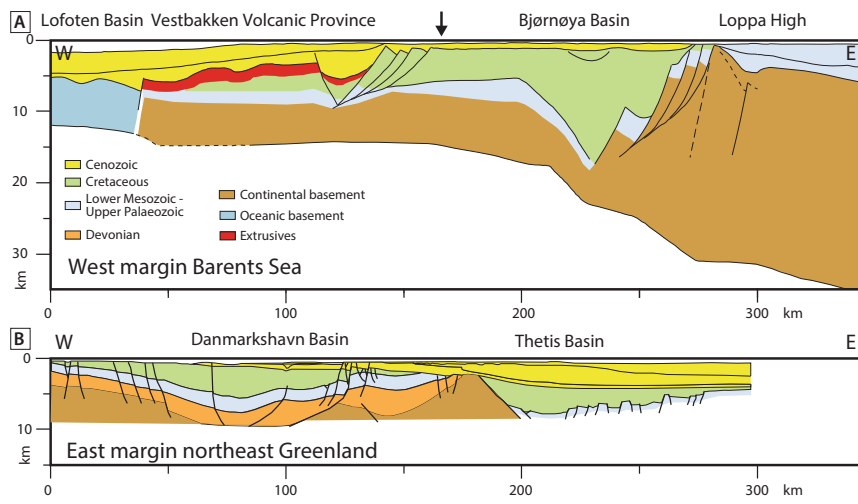 Lofoten Basin Vestbakken Volcanic Province Bjørnøya Basin Loppa High
A
0
W
E
10
20
30
km
Cenozoic
Cretaceous
Lower Mesozoic -
Upper Palaeozoic
Devonian
Continental basement
Oceanic basement
Extrusives
West margin Barents Sea
0 100 200 300 km
B
W
Danmarkshavn Basin
Thetis Basin
E
0
10
km
East margin northeast Greenland
0 100 200 300 km